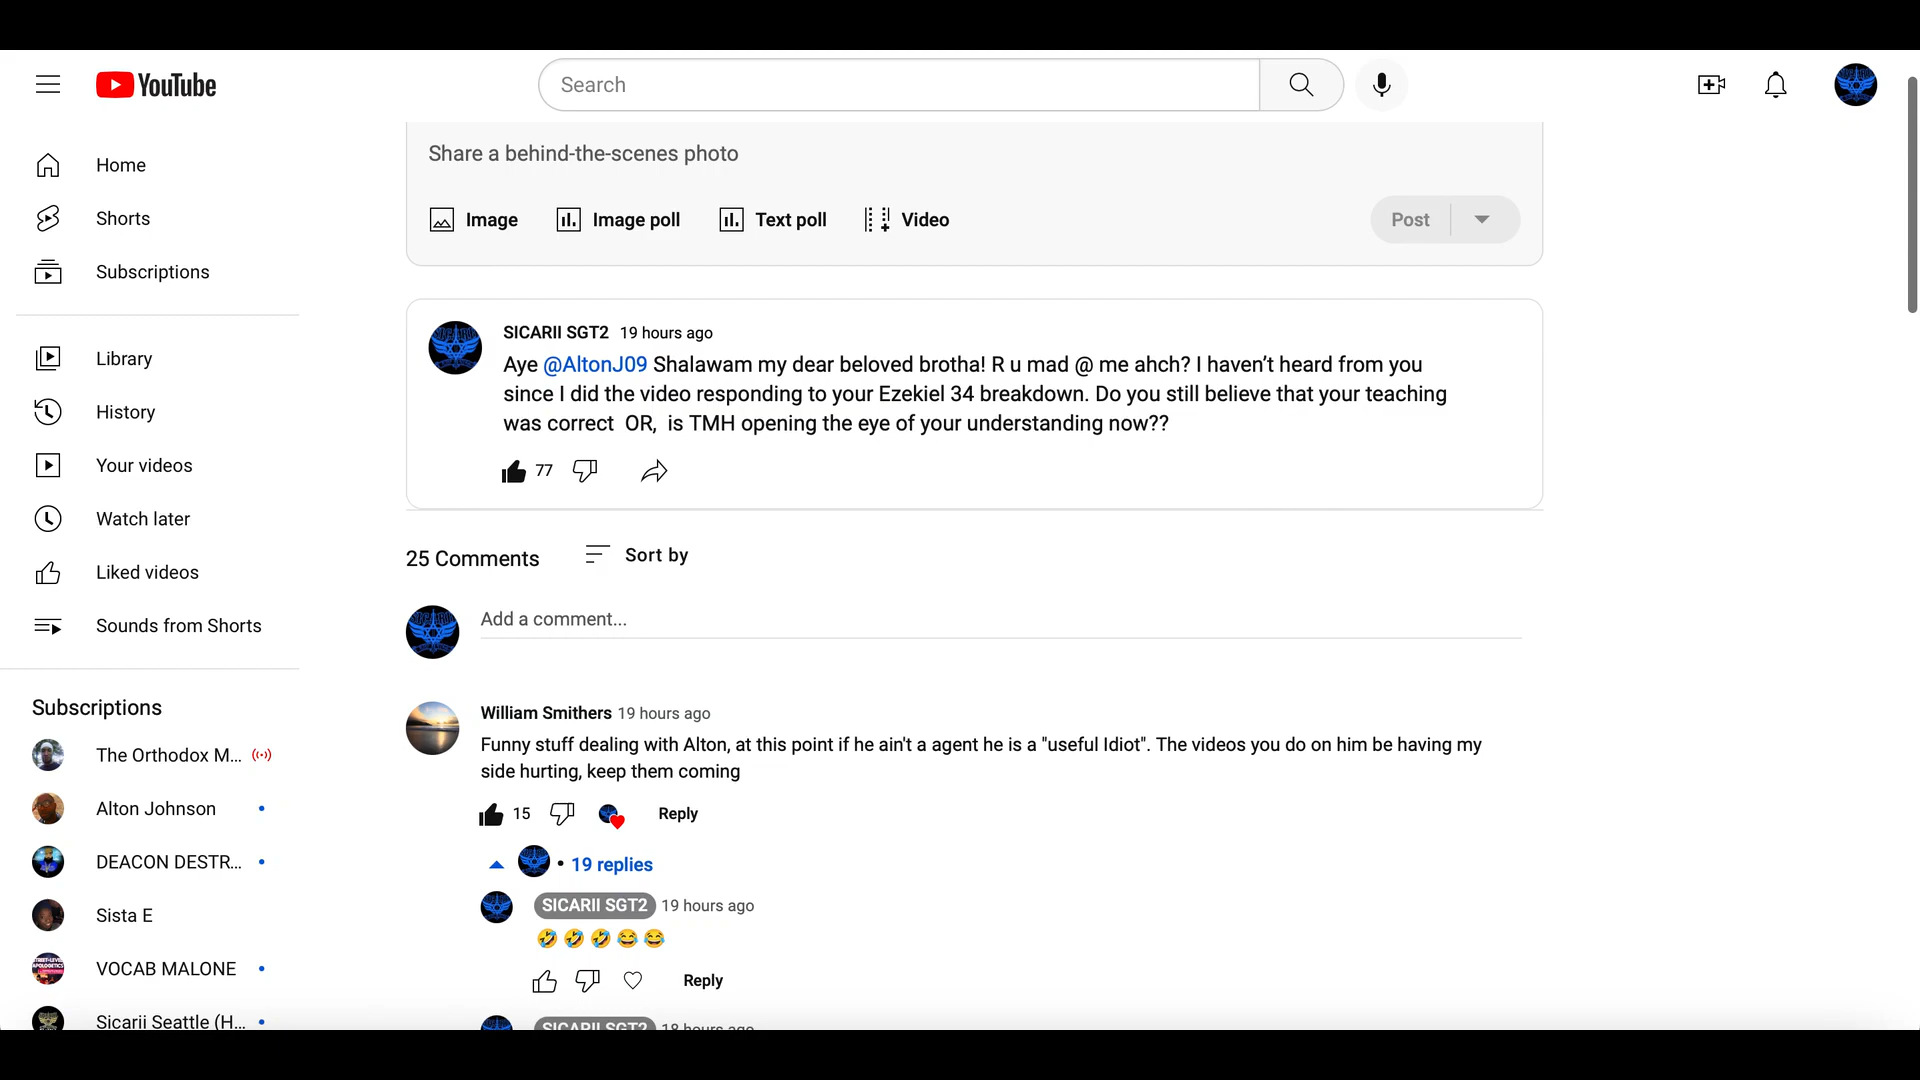 YouTube
Search
Home
Shorts
Subscriptions
Library
History
Your videos
Watch later
Liked videos
Sounds from Shorts
Subscriptions
The Orthodox M...
Alton Johnson
DEACON DESTR...
Sista E
VOCAB MALONE
Sicarii Seattle (H...
Share a behind-the-scenes photo
Image
Image poll
Text poll
Video
Post
SICARII SGT2 19 hours ago
Aye @AltonJ09 Shalawam my dear beloved brotha! R u mad @ me ahch? I haven’t heard from you
since I did the video responding to your Ezekiel 34 breakdown. Do you still believe that your teaching
was correct OR, is TMH opening the eye of your understanding now??
77
25 Comments
Sort by
Add a comment...
William Smithers 19 hours ago
Funny stuff dealing with Alton, at this point if he ain't a agent he is a "useful Idiot". The videos you do on him be having my
side hurting, keep them coming
15
Reply
• 19 replies
SICARII SGT2 19 hours ago
🤣🤣🤣😂😂
Reply
SICARII SGT2 18 hours ago